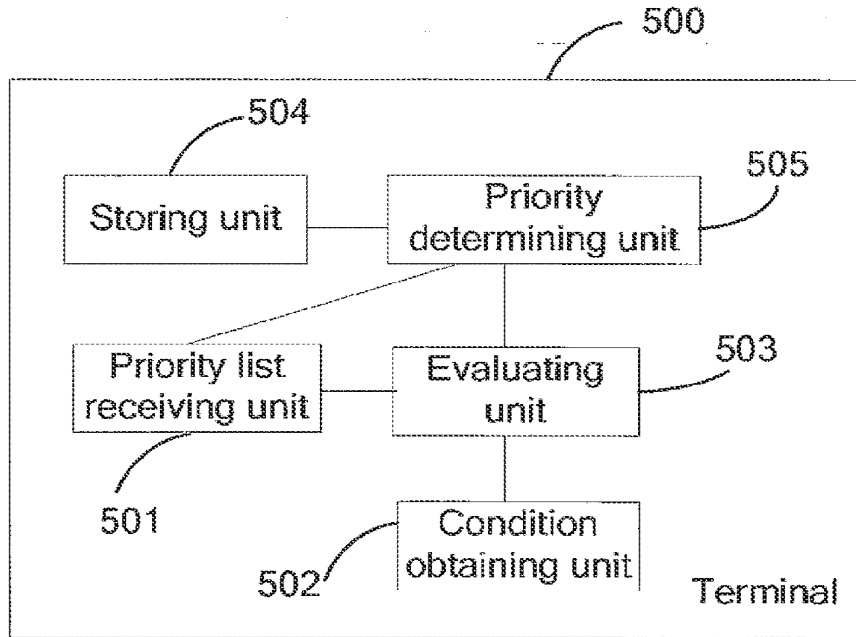 500
504
505
Storing unit
Priority
determining unit
503
Priority list
receiving unit
Evaluating
unit
501
Condition
obtaining unit
502
Terminal